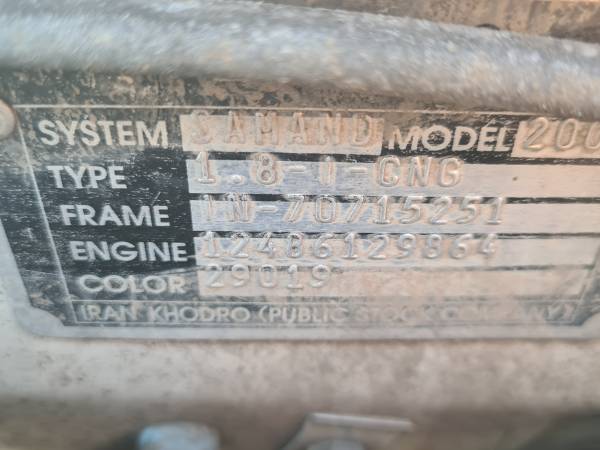 SYSTEM SAMAND MODEL 200
TYPE 1.8-i-CNG
FRAME IN-70715251
ENGINE 12486129864
COLOR 29019
IRAN KHODRO (PUBLIC STOCK COMPANY)